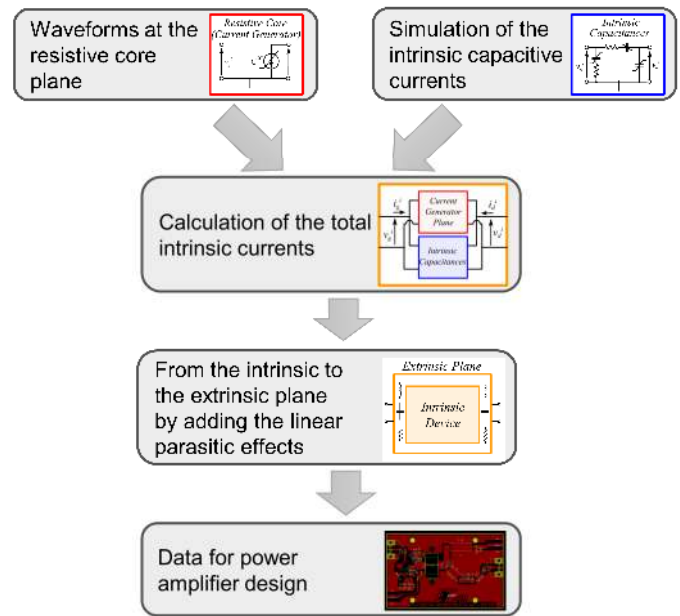 Waveforms at the
resistive core
plane
Resistive Core
(Current Generator)
Simulation of the
intrinsic capacitive
currents
Intrinsic
Capacitances
Calculation of the total
intrinsic currents
Current
Generator
Plane
Intrinsic
Capacitances
From the intrinsic to
the extrinsic plane
by adding the linear
parasitic effects
Extrinsic Plane
Intrinsic
Device
Data for power
amplifier design